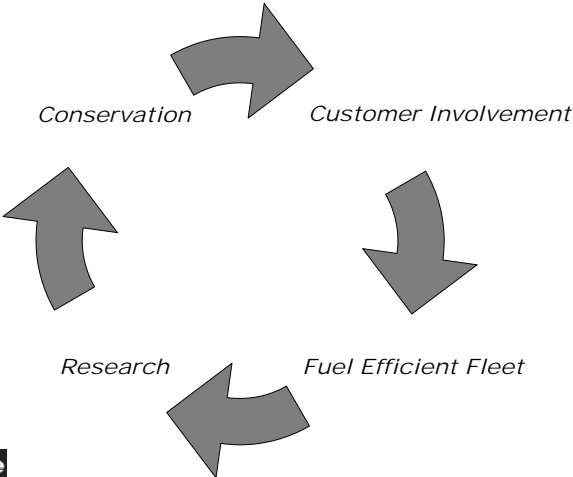 Conservation
Customer Involvement
Research
Fuel Efficient Fleet
e